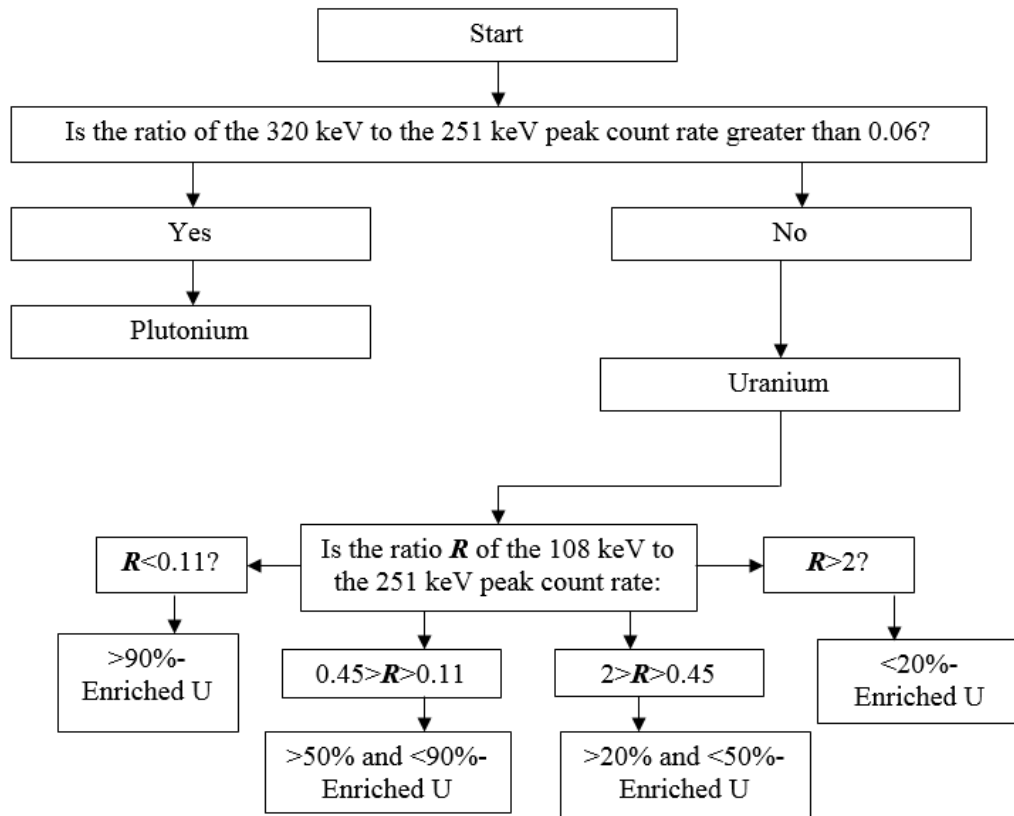 Start
Is the ratio of the 320 keV to the 251 keV peak count rate greater than 0.06?
Yes
No
Plutonium
Uranium
Is the ratio R of the 108 keV to
the 251 keV peak count rate:
R<0.11?
R>2?
>90%-
Enriched U
0.45>R>0.11
2>R>0.45
<20%-
Enriched U
>50% and <90%-
Enriched U
>20% and <50%-
Enriched U